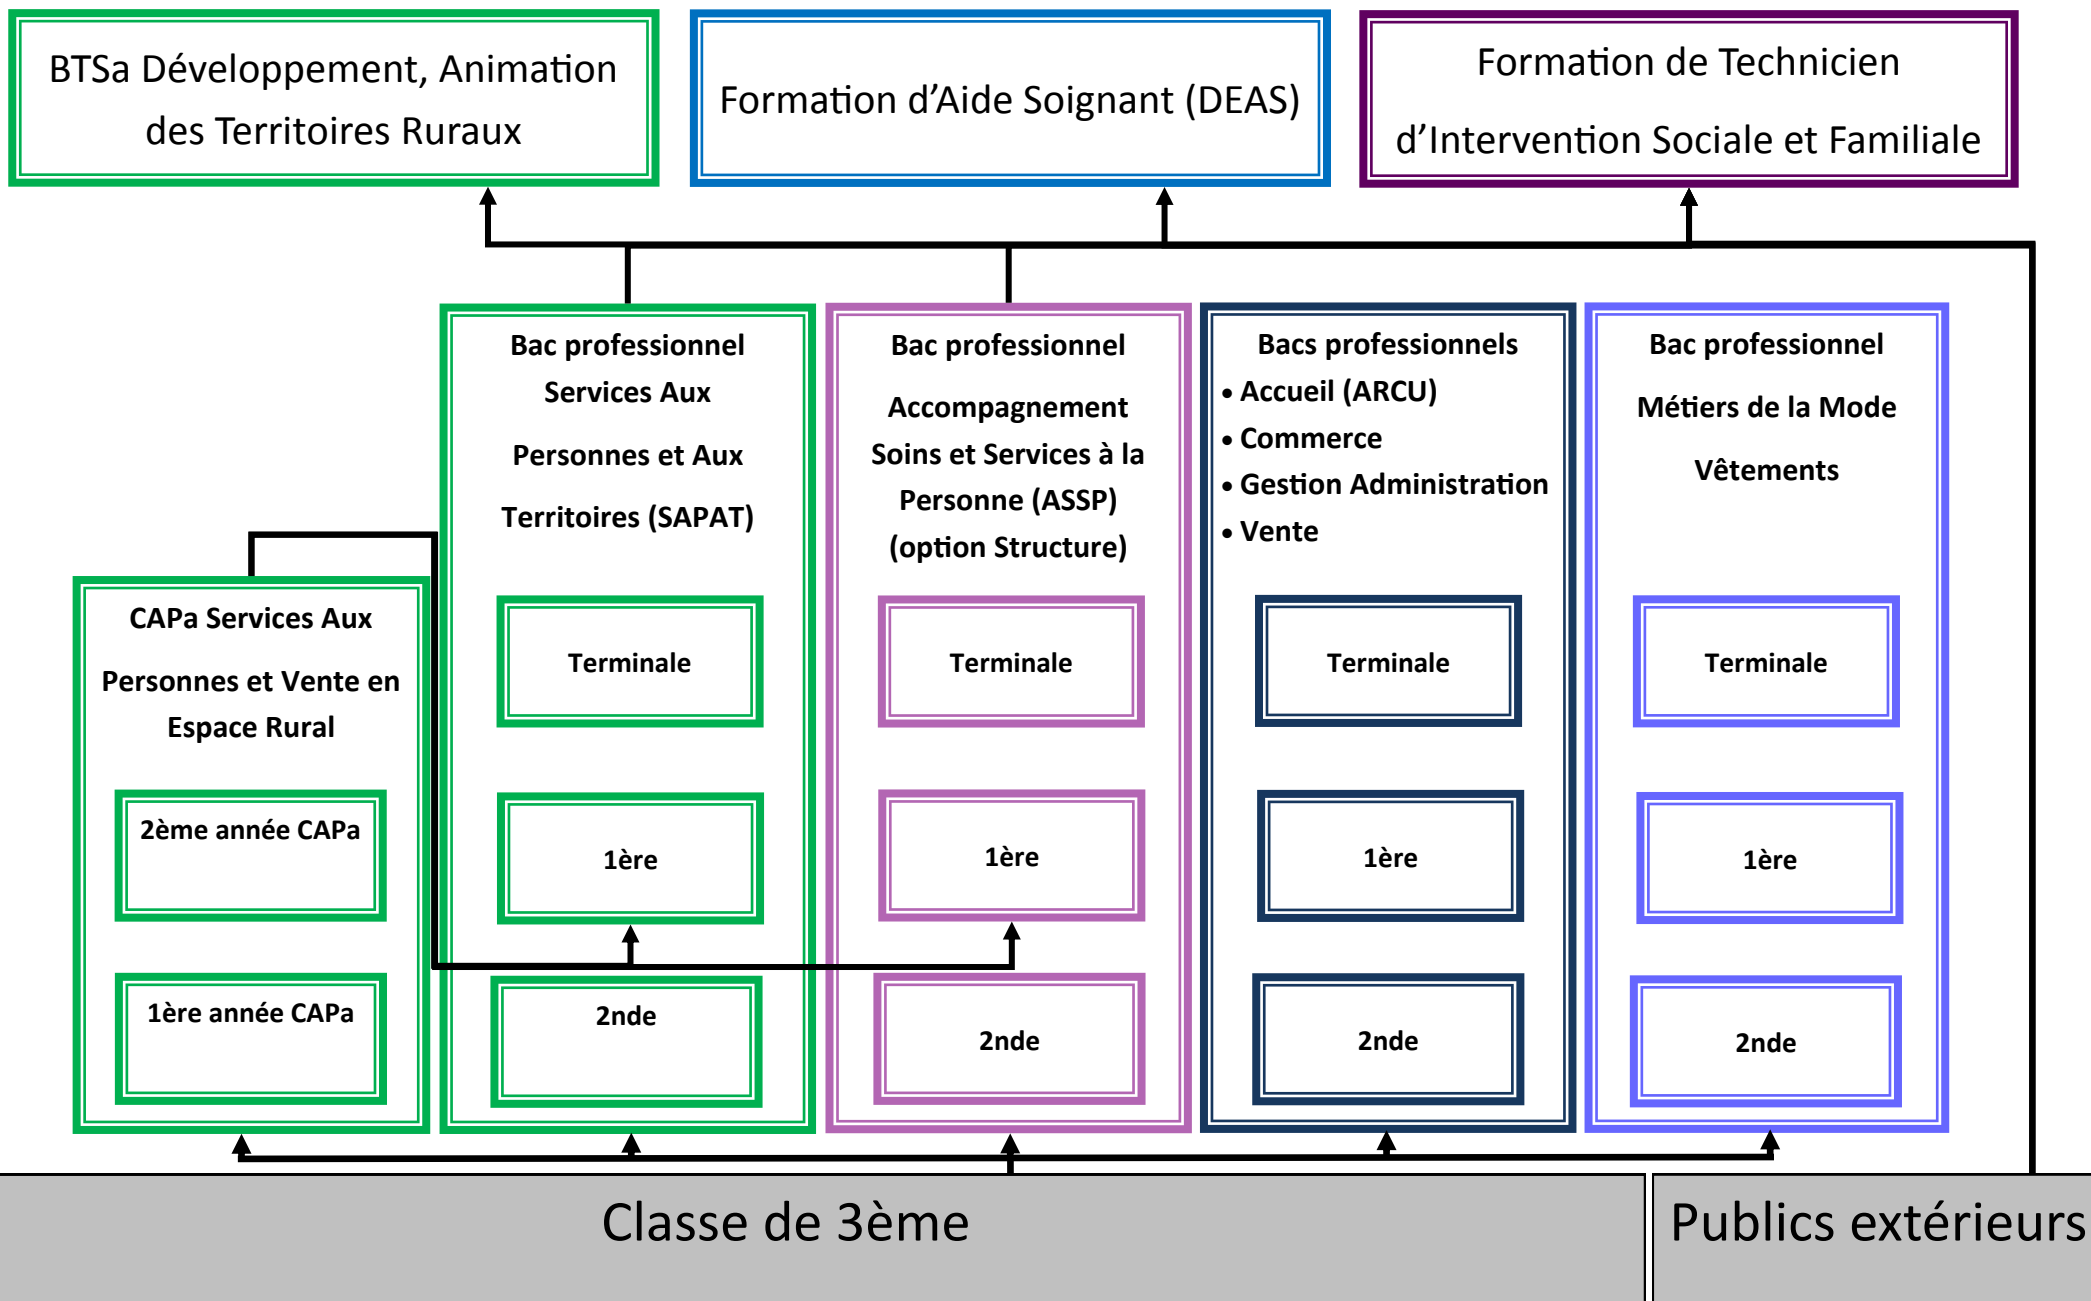 BTSa Développement, Animation
des Territoires Ruraux
Formation d'Aide Soignant (DEAS)
Formation de Technicien
d'Intervention Sociale et Familiale
CAPa Services Aux
Personnes et Vente en
Espace Rural
2ème année CAPa
1ère année CAPa
Bac professionnel
Services Aux
Personnes et Aux
Territoires (SAPAT)
Terminale
1ère
2nde
Bac professionnel
Accompagnement
Soins et Services à la
Personne (ASSP)
(option Structure)
Terminale
1ère
2nde
Bacs professionnels
• Accueil (ARCU)
• Commerce
• Gestion Administration
• Vente
Terminale
1ère
2nde
Bac professionnel
Métiers de la Mode
Vêtements
Terminale
1ère
2nde
Classe de 3ème
Publics extérieurs